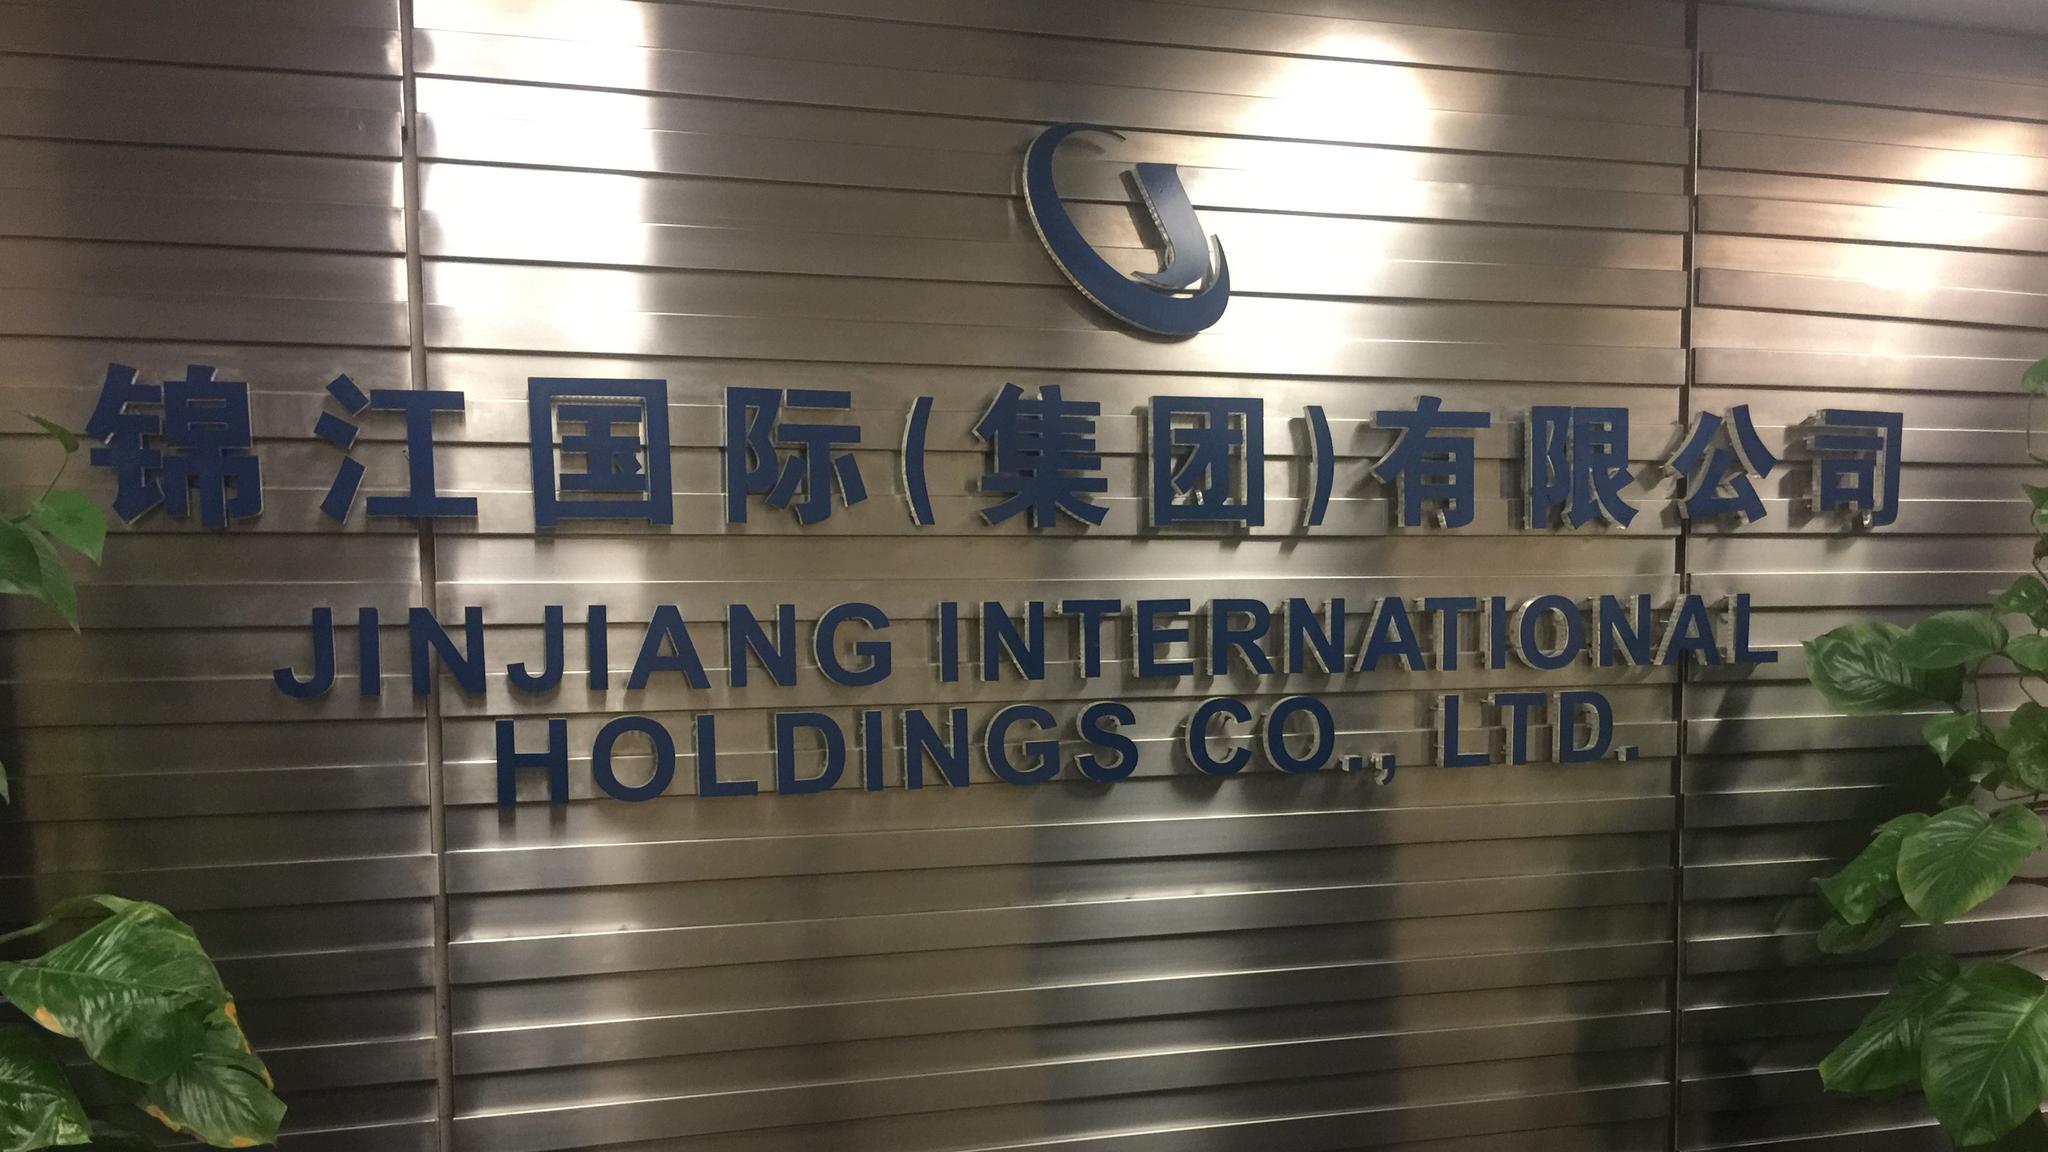 锦江国际(集团)有限公司
JINJIANG INTERNATIONAL
HOLDINGS CO., LTD.